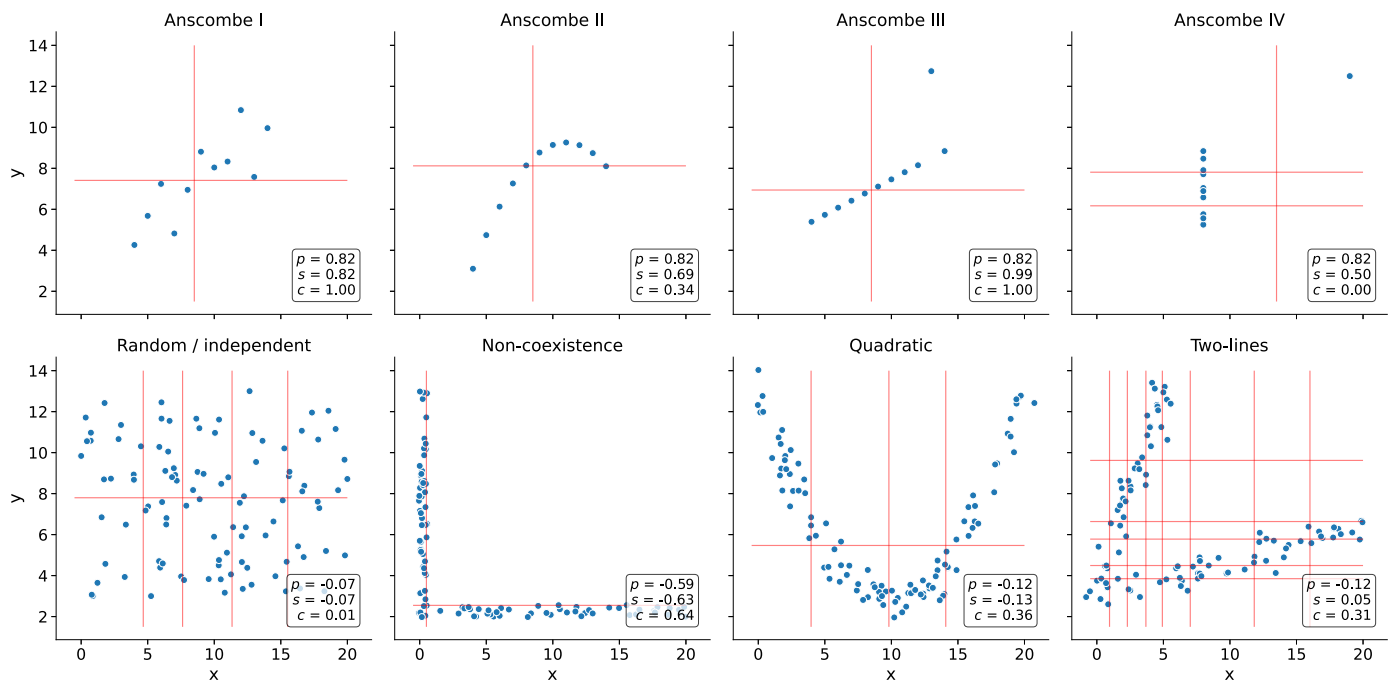 Anscombe I
Anscombe II
Anscombe III
Anscombe IV
14
12
10
8
6
4
2
y
p = 0.82
s = 0.82
c = 1.00
p = 0.82
s = 0.69
c = 0.34
p = 0.82
s = 0.99
c = 1.00
p = 0.82
s = 0.50
c = 0.00
Random / independent
Non-coexistence
Quadratic
Two-lines
14
12
10
8
6
4
2
y
p = -0.07
s = -0.07
c = 0.01
p = -0.59
s = -0.63
c = 0.64
p = -0.12
s = -0.13
c = 0.36
p = -0.12
s = 0.05
c = 0.31
0 5 10 15 20
0 5 10 15 20
0 5 10 15 20
0 5 10 15 20
x
x
x
x